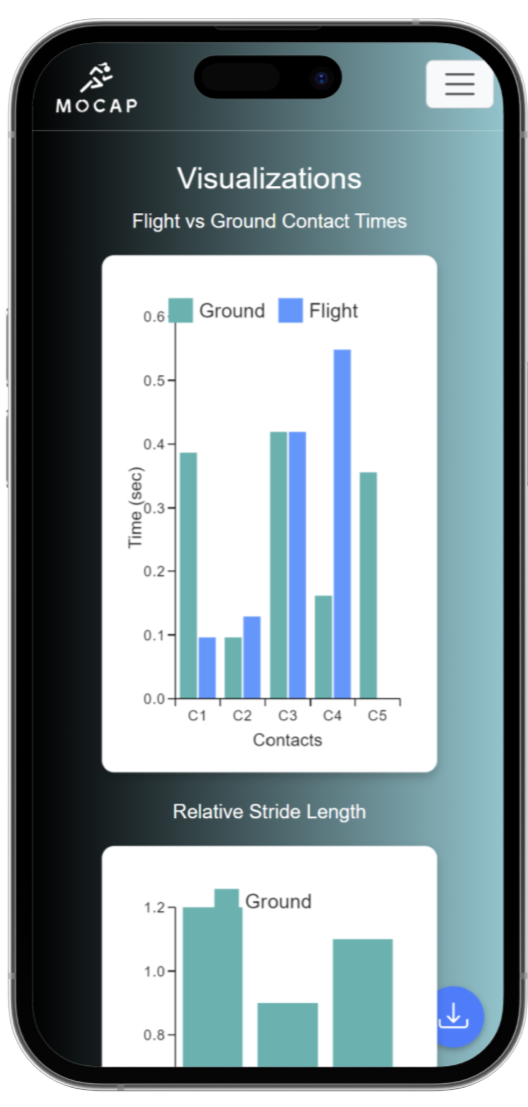 MOCAP
Visualizations
Flight vs Ground Contact Times
Ground Flight
0.6
0.5
0.4
0.3
0.2
0.1
0.0
Time (sec)
C1 C2 C3 C4 C5
Contacts
Relative Stride Length
Ground
1.2
1.0
0.8